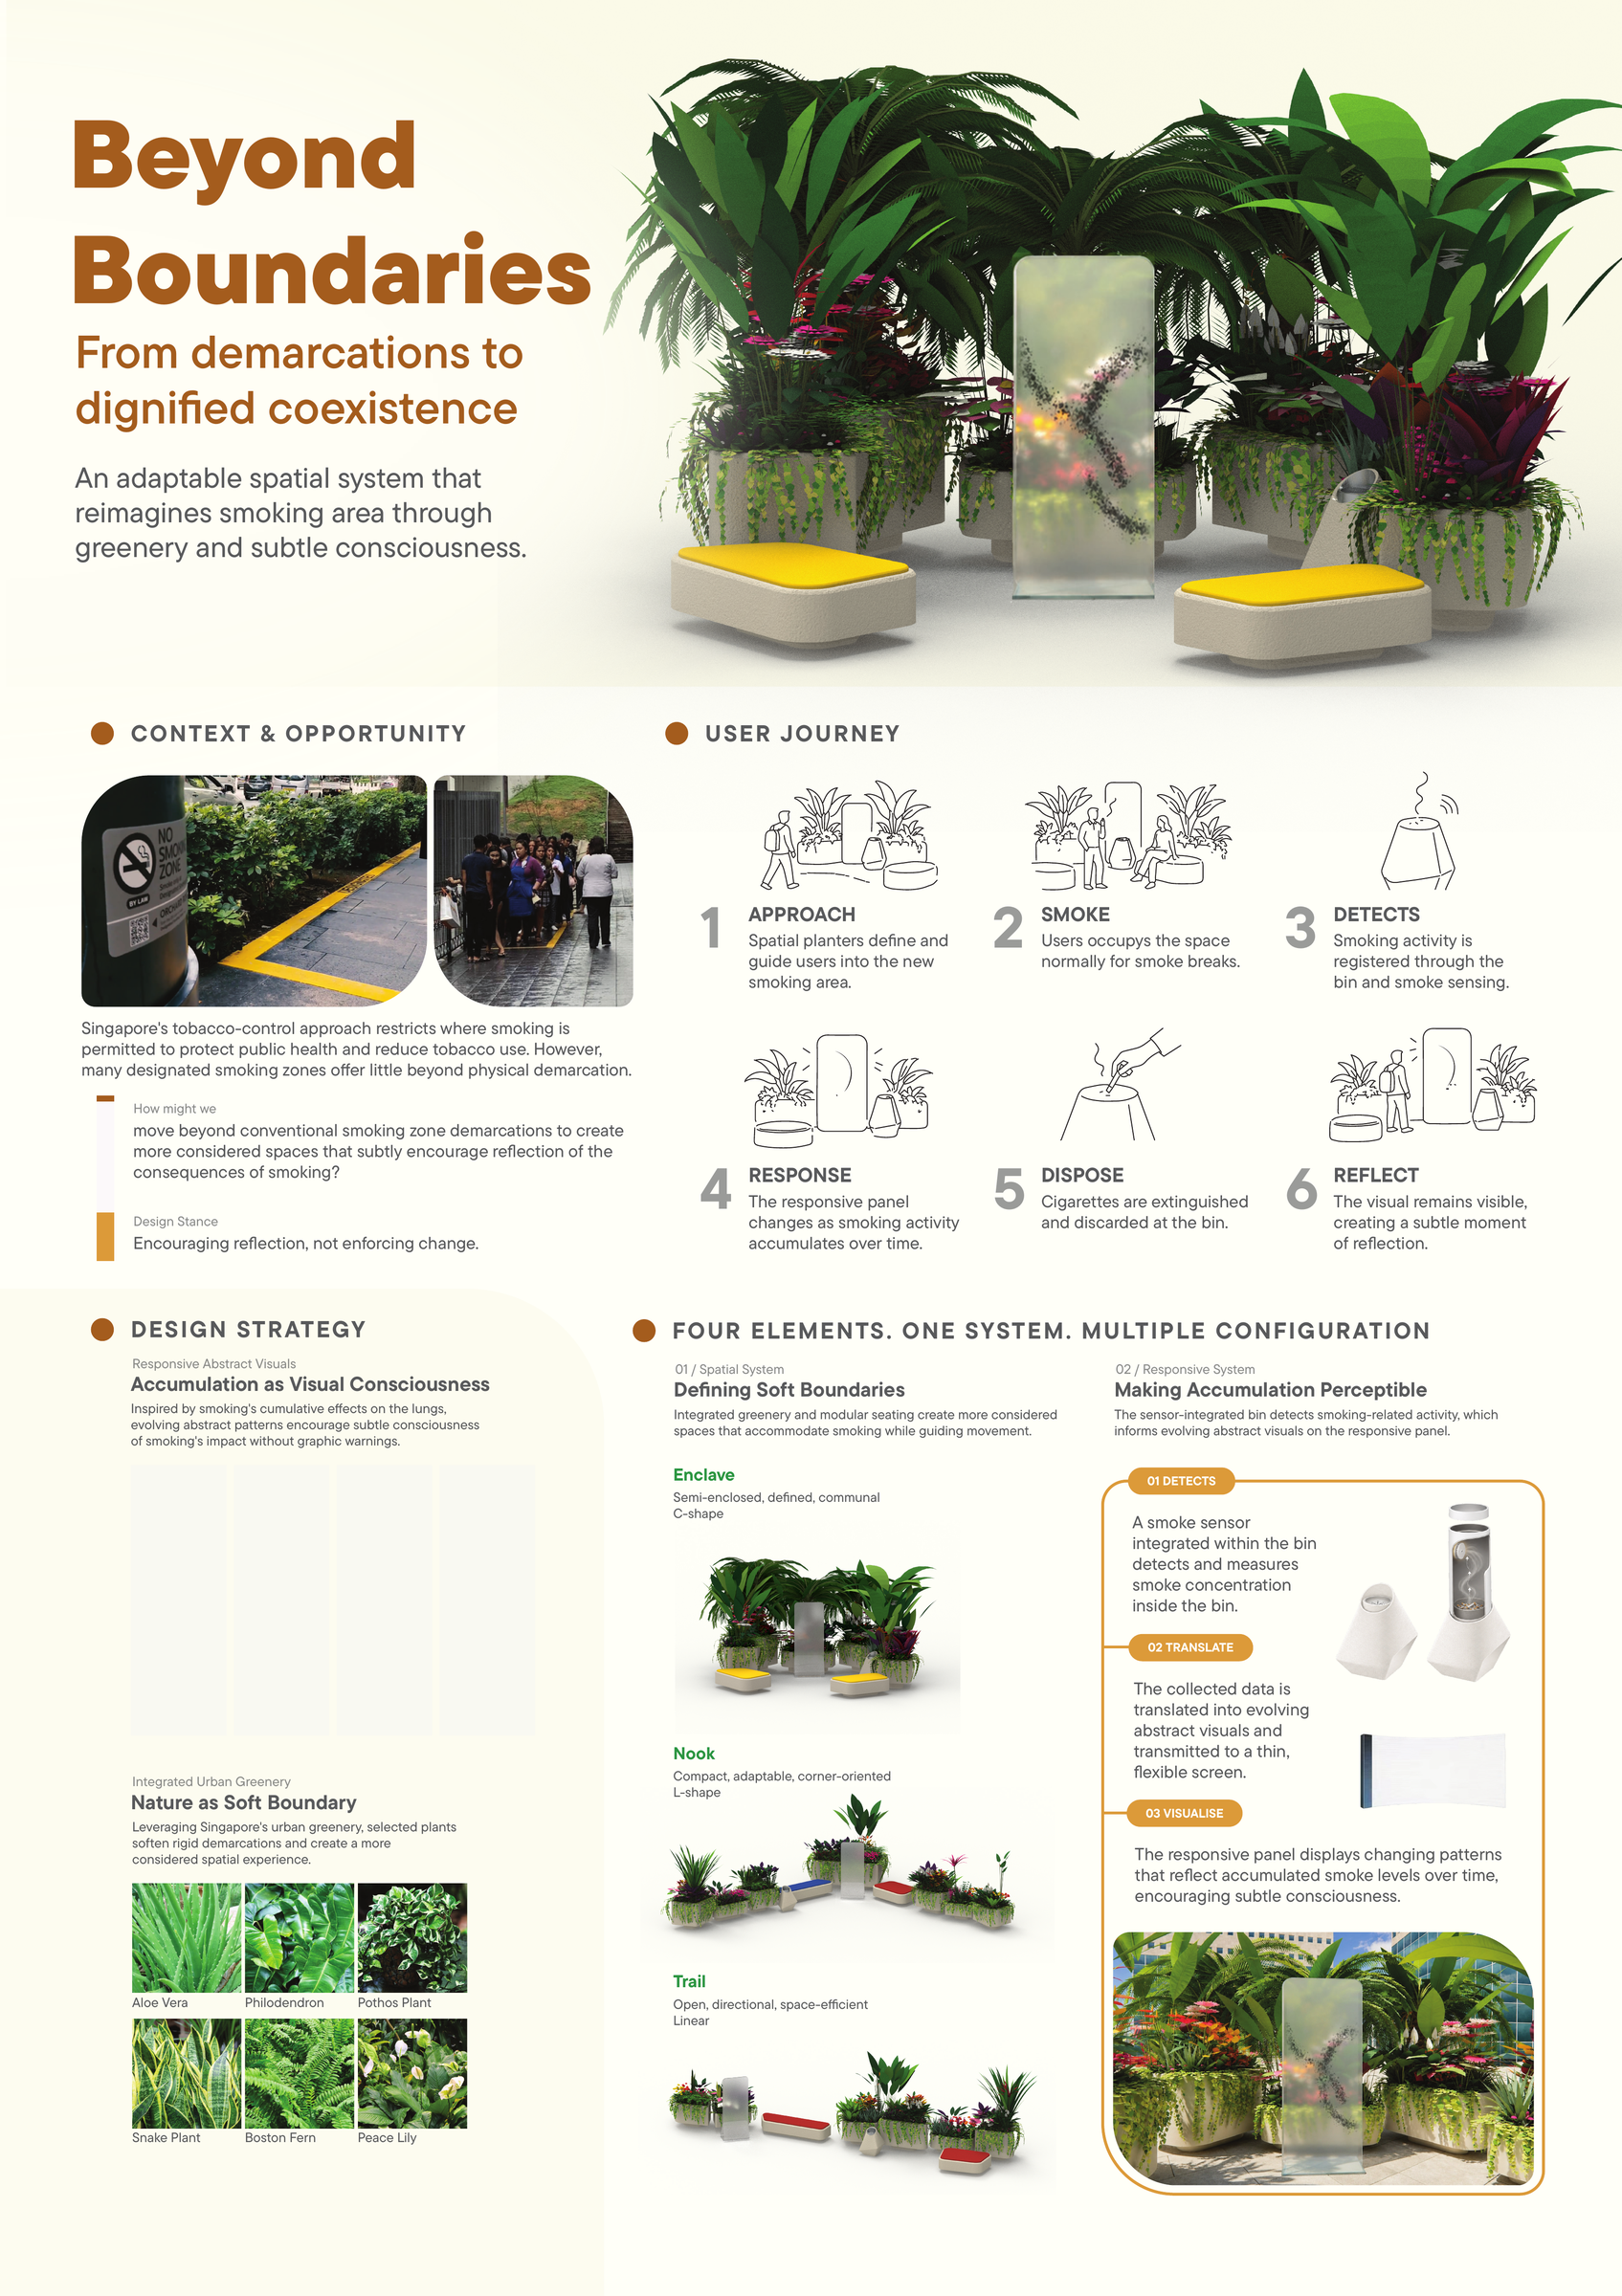 Beyond
Boundaries
From demarcations to
dignified coexistence
An adaptable spatial system that
reimagines smoking area through
greenery and subtle consciousness.
CONTEXT & OPPORTUNITY
NO
SMOKING
ZONE
BY LAW
Singapore's tobacco-control approach restricts where smoking is
permitted to protect public health and reduce tobacco use. However,
many designated smoking zones offer little beyond physical demarcation.
How might we
move beyond conventional smoking zone demarcations to create
more considered spaces that subtly encourage reflection of the
consequences of smoking?
Design Stance
Encouraging reflection, not enforcing change.
USER JOURNEY
1 APPROACH
Spatial planters define and
guide users into the new
smoking area.
2 SMOKE
Users occupys the space
normally for smoke breaks.
3 DETECTS
Smoking activity is
registered through the
bin and smoke sensing.
4 RESPONSE
The responsive panel
changes as smoking activity
accumulates over time.
5 DISPOSE
Cigarettes are extinguished
and discarded at the bin.
6 REFLECT
The visual remains visible,
creating a subtle moment
of reflection.
DESIGN STRATEGY
Responsive Abstract Visuals
Accumulation as Visual Consciousness
Inspired by smoking's cumulative effects on the lungs,
evolving abstract patterns encourage subtle consciousness
of smoking's impact without graphic warnings.
Integrated Urban Greenery
Nature as Soft Boundary
Leveraging Singapore's urban greenery, selected plants
soften rigid demarcations and create a more
considered spatial experience.
Aloe Vera
Philodendron
Pothos Plant
Snake Plant
Boston Fern
Peace Lily
FOUR ELEMENTS. ONE SYSTEM. MULTIPLE CONFIGURATION
01 / Spatial System
Defining Soft Boundaries
Integrated greenery and modular seating create more considered
spaces that accommodate smoking while guiding movement.
Enclave
Semi-enclosed, defined, communal
C-shape
Nook
Compact, adaptable, corner-oriented
L-shape
Trail
Open, directional, space-efficient
Linear
02 / Responsive System
Making Accumulation Perceptible
The sensor-integrated bin detects smoking-related activity, which
informs evolving abstract visuals on the responsive panel.
01 DETECTS
A smoke sensor
integrated within the bin
detects and measures
smoke concentration
inside the bin.
02 TRANSLATE
The collected data is
translated into evolving
abstract visuals and
transmitted to a thin,
flexible screen.
03 VISUALISE
The responsive panel displays changing patterns
that reflect accumulated smoke levels over time,
encouraging subtle consciousness.